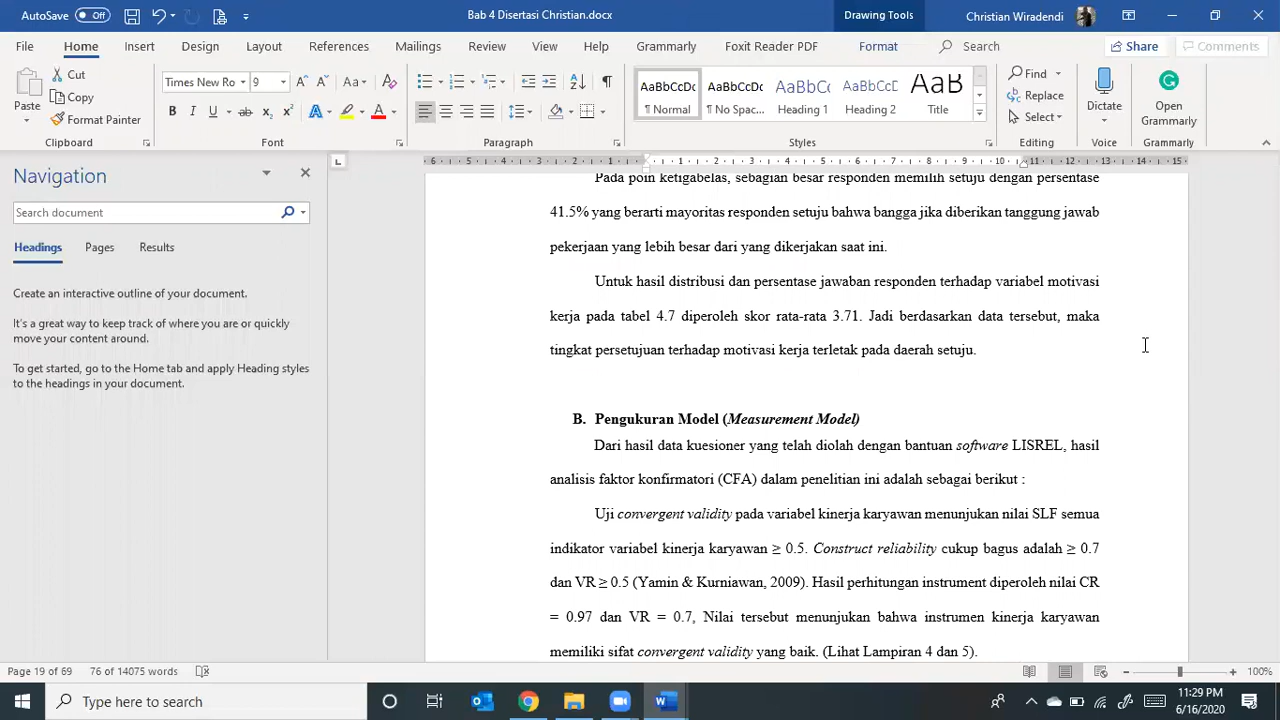 AutoSave Off
Bab 4 Disertasi Christian.docx
Drawing Tools
Christian Wiradendi
File Home Insert Design Layout References Mailings Review View Help Grammarly Foxit Reader PDF Format Search Share Comments
Paste
Cut
Copy
Format Painter
Times New Ro 9
AaBbCcDc AaBbCcDc AaBbCc AaBbCcC AaB
¶ Normal ¶ No Spac... Heading 1 Heading 2 Title
Find
Replace
Select
Dictate
Open
Grammarly
Clipboard Font Paragraph Styles Editing Voice Grammarly
Navigation
Search document
Headings Pages Results
Create an interactive outline of your document.
It's a great way to keep track of where you are or quickly
move your content around.
To get started, go to the Home tab and apply Heading styles
to the headings in your document.
Pada poin ketigabelas, sebagian besar responden memilih setuju dengan persentase
41.5% yang berarti mayoritas responden setuju bahwa bangga jika diberikan tanggung jawab
pekerjaan yang lebih besar dari yang dikerjakan saat ini.
Untuk hasil distribusi dan persentase jawaban responden terhadap variabel motivasi
kerja pada tabel 4.7 diperoleh skor rata-rata 3.71. Jadi berdasarkan data tersebut, maka
tingkat persetujuan terhadap motivasi kerja terletak pada daerah setuju.
B. Pengukuran Model (Measurement Model)
Dari hasil data kuesioner yang telah diolah dengan bantuan software LISREL, hasil
analisis faktor konfirmatori (CFA) dalam penelitian ini adalah sebagai berikut :
Uji convergent validity pada variabel kinerja karyawan menunjukan nilai SLF semua
indikator variabel kinerja karyawan ≥ 0.5. Construct reliability cukup bagus adalah ≥ 0.7
dan VR ≥ 0.5 (Yamin & Kurniawan, 2009). Hasil perhitungan instrument diperoleh nilai CR
= 0.97 dan VR = 0.7, Nilai tersebut menunjukan bahwa instrumen kinerja karyawan
memiliki sifat convergent validity yang baik. (Lihat Lampiran 4 dan 5).
Page 19 of 69 76 of 14075 words
100%
Type here to search
11:29 PM
6/16/2020